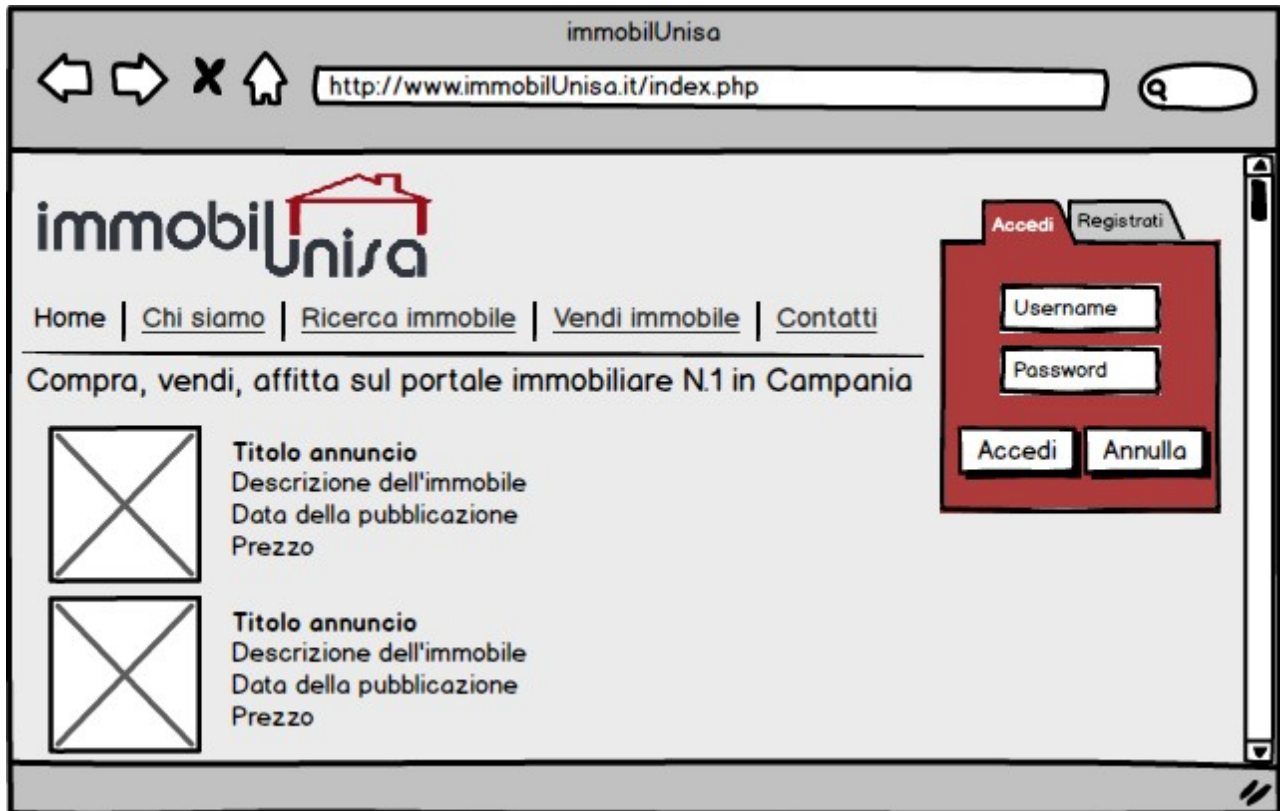 immobilUnisa
http://www.immobilUnisa.it/index.php
immobilUnisa
Accedi Registrati
Home | Chi siamo | Ricerca immobile | Vendi immobile | Contatti
Username
Password
Accedi Annulla
Compra, vendi, affitta sul portale immobiliare N.1 in Campania
Titolo annuncio
Descrizione dell'immobile
Data della pubblicazione
Prezzo
Titolo annuncio
Descrizione dell'immobile
Data della pubblicazione
Prezzo